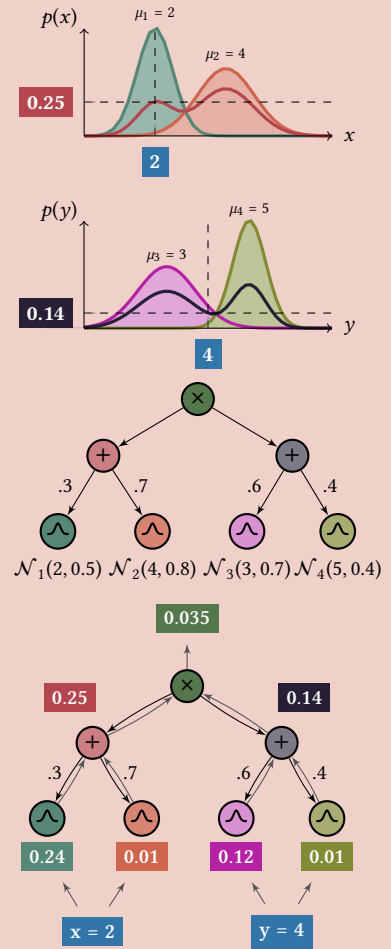 p(x)
μ₁ = 2
μ₂ = 4
0.25
x
2
p(y)
μ₄ = 5
μ₃ = 3
0.14
y
4
×
+ +
.3 .7 .6 .4
𝒩₁(2, 0.5) 𝒩₂(4, 0.8) 𝒩₃(3, 0.7) 𝒩₄(5, 0.4)
0.035
×
0.25 0.14
+ +
.3 .7 .6 .4
0.24 0.01 0.12 0.01
x = 2 y = 4